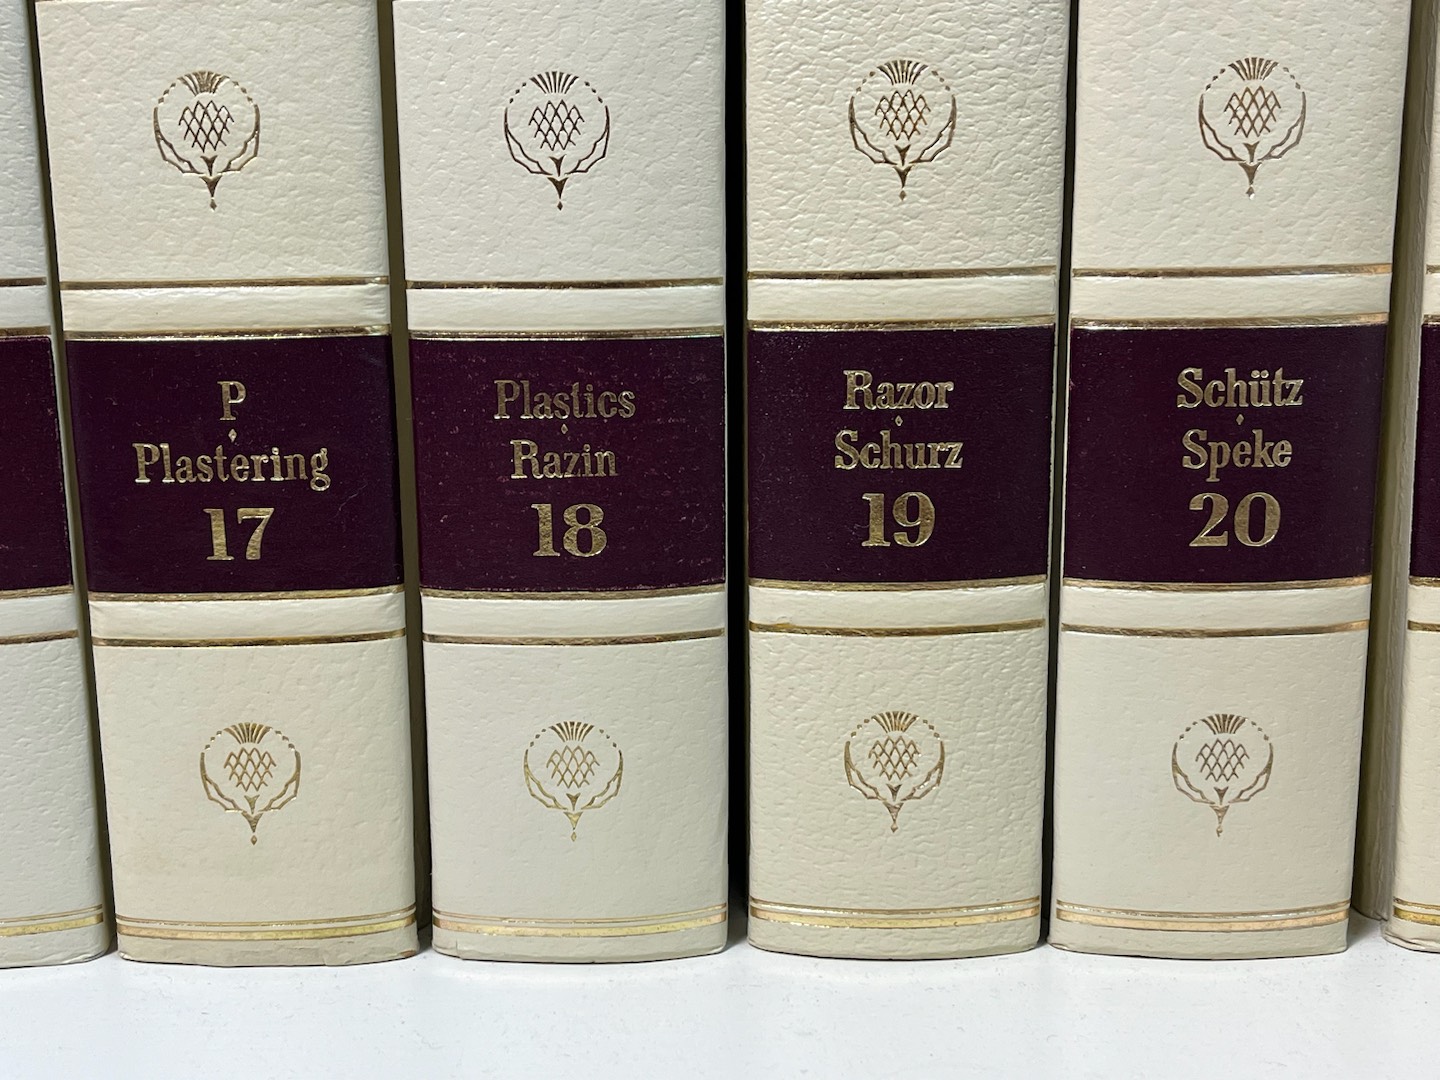 P
Plastering
17
Plastics
Razin
18
Razor
Schurz
19
Schütz
Speke
20